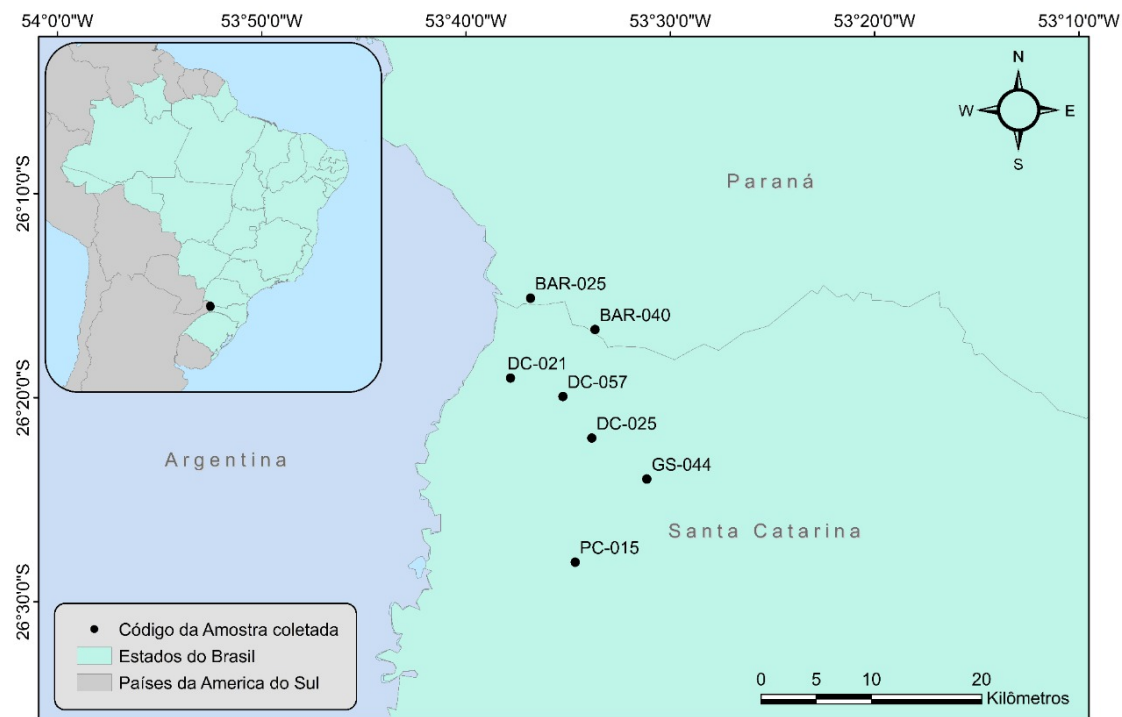 54°0'0"W
53°50'0"W
53°40'0"W
53°30'0"W
53°20'0"W
53°10'0"W
N
W
E
S
26°10'0"S
Paraná
BAR-025
BAR-040
DC-021
DC-057
26°20'0"S
DC-025
Argentina
GS-044
Santa Catarina
PC-015
26°30'0"S
Código da Amostra coletada
Estados do Brasil
Países da America do Sul
0 5 10 20
Kilômetros